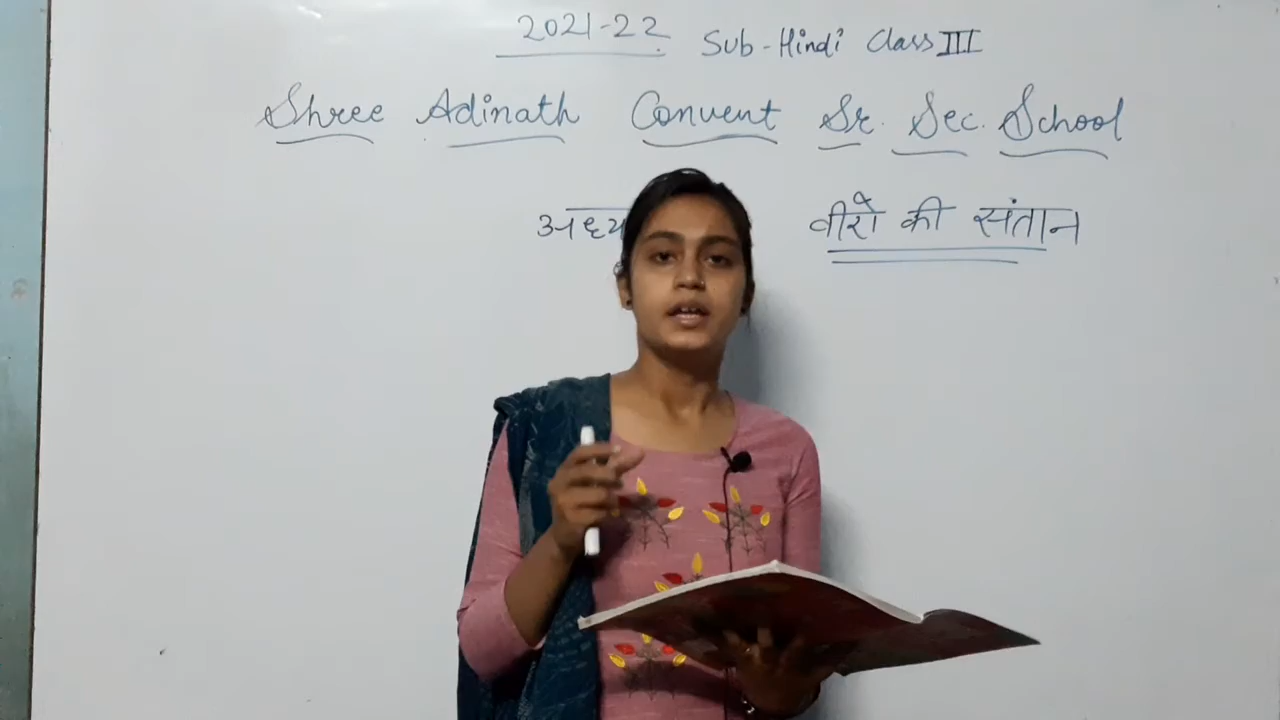 2021-22 Sub-Hindi Class III
Shree Adinath Convent Sr. Sec. School
वीरो की संतान